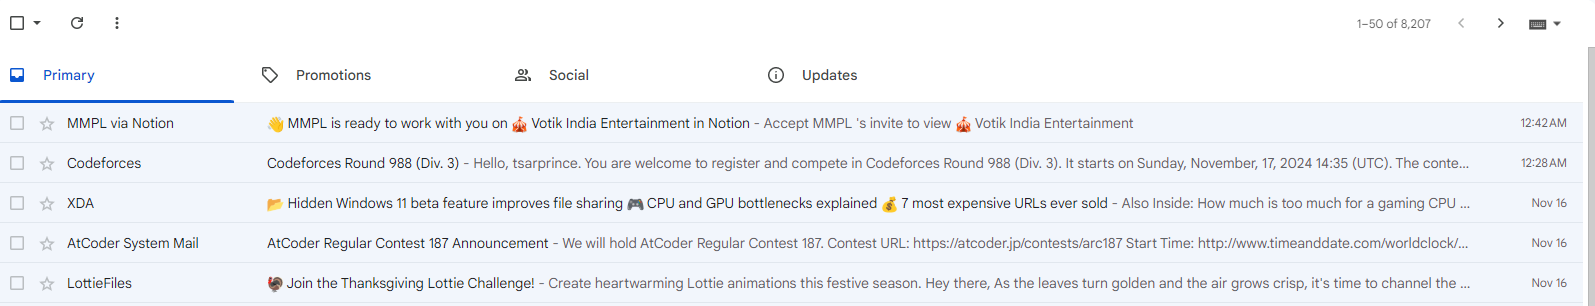 1–50 of 8,207
Primary Promotions Social Updates
MMPL via Notion 👋 MMPL is ready to work with you on 🎪 Votik India Entertainment in Notion - Accept MMPL 's invite to view 🎪 Votik India Entertainment 12:42 AM
Codeforces Codeforces Round 988 (Div. 3) - Hello, tsarprince. You are welcome to register and compete in Codeforces Round 988 (Div. 3). It starts on Sunday, November, 17, 2024 14:35 (UTC). The conte... 12:28 AM
XDA 📂 Hidden Windows 11 beta feature improves file sharing 🎮 CPU and GPU bottlenecks explained 💰 7 most expensive URLs ever sold - Also Inside: How much is too much for a gaming CPU ... Nov 16
AtCoder System Mail AtCoder Regular Contest 187 Announcement - We will hold AtCoder Regular Contest 187. Contest URL: https://atcoder.jp/contests/arc187 Start Time: http://www.timeanddate.com/worldclock/... Nov 16
LottieFiles 🦃 Join the Thanksgiving Lottie Challenge! - Create heartwarming Lottie animations this festive season. Hey there, As the leaves turn golden and the air grows crisp, it's time to channel the ... Nov 16